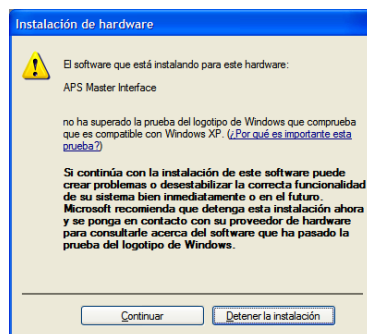 Instalación de hardware
El software que está instalando para este hardware:
APS Master Interface
no ha superado la prueba del logotipo de Windows que comprueba
que es compatible con Windows XP. (¿Por qué es importante esta
prueba?)
Si continúa con la instalación de este software puede
crear problemas o desestabilizar la correcta funcionalidad
de su sistema bien inmediatamente o en el futuro.
Microsoft recomienda que detenga esta instalación ahora
y se ponga en contacto con su proveedor de hardware
para consultarle acerca del software que ha pasado la
prueba del logotipo de Windows.
Continuar
Detener la instalación